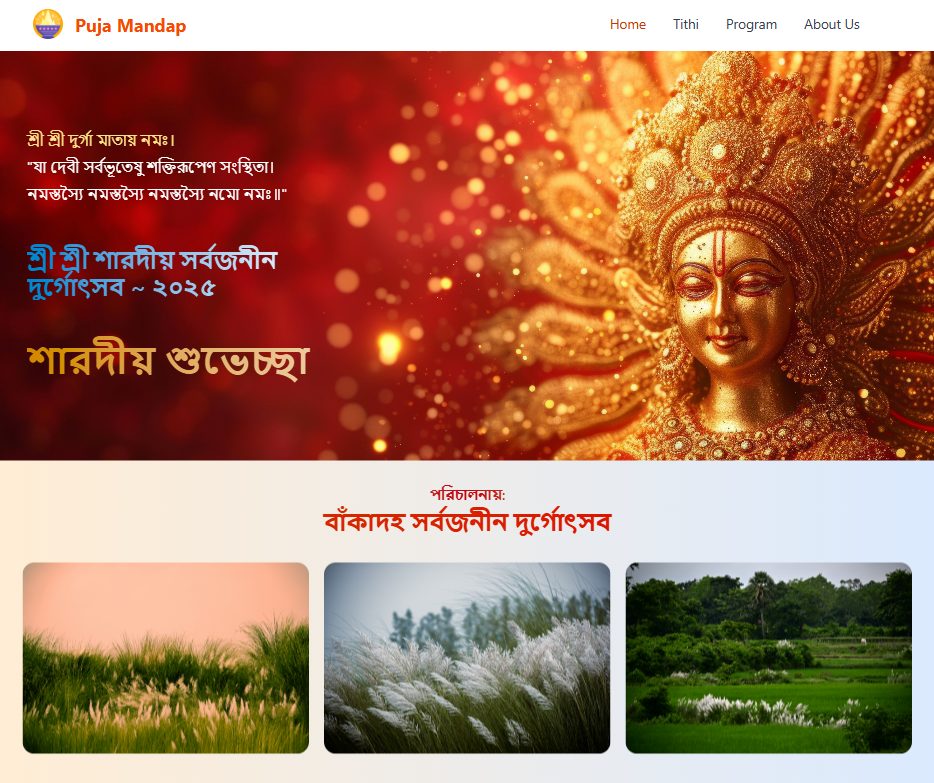 Puja Mandap
Home Tithi Program About Us
শ্রী শ্রী দুর্গা মাতায় নমঃ।
"যা দেবী সর্বভূতেষু শক্তিরূপেণ সংস্থিতা।
নমস্তস্যৈ নমস্তস্যৈ নমস্তস্যৈ নমো নমঃ॥"
শ্রী শ্রী শারদীয় সর্বজনীন
দুর্গোৎসব ~ ২০২৫
শারদীয় শুভেচ্ছা
পরিচালনায়:
বাঁকাদহ সর্বজনীন দুর্গোৎসব